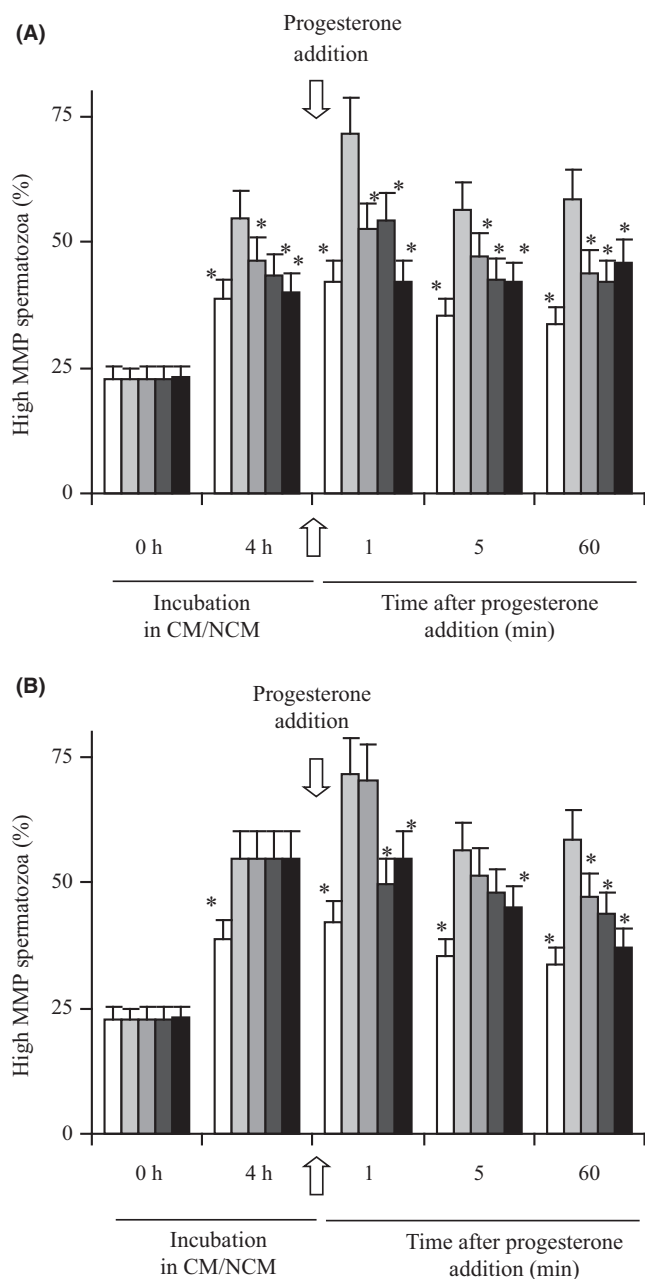 (A)
Progesterone
addition
High MMP spermatozoa (%)
75
50
25
0
* * * *
* * * *
* * * *
* * * *
0 h 4 h 1 5 60
Incubation
in CM/NCM
Time after progesterone
addition (min)
(B)
Progesterone
addition
High MMP spermatozoa (%)
75
50
25
0
*
* * *
* *
* * * *
0 h 4 h 1 5 60
Incubation
in CM/NCM
Time after progesterone
addition (min)